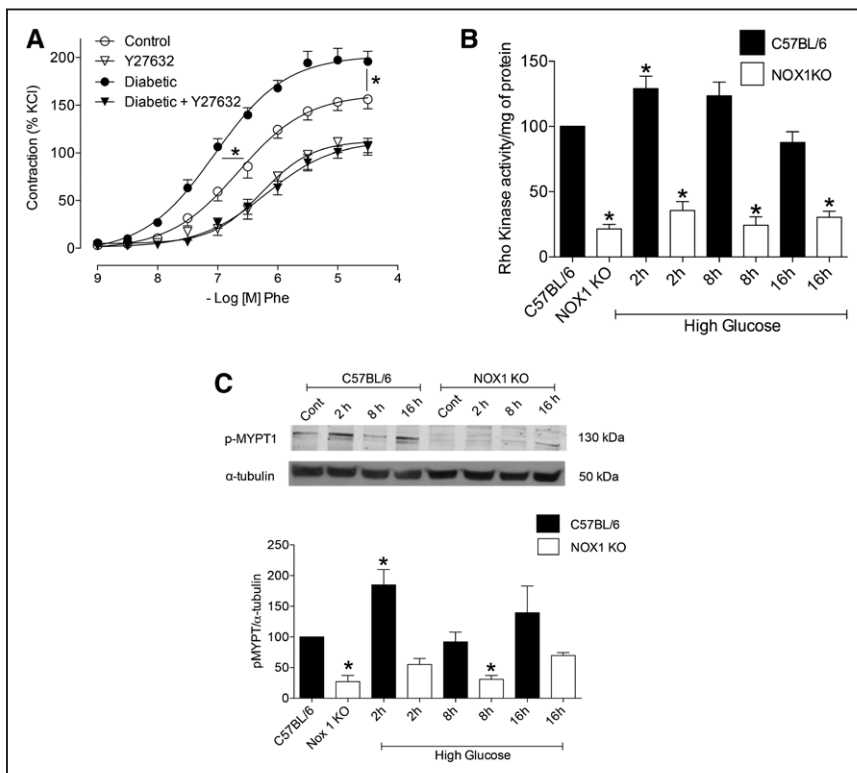 A
Control
Y27632
Diabetic
Diabetic + Y27632
Contraction (% KCl)
200
150
100
50
0
*
*
9 8 7 6 5 4
- Log [M] Phe
B
C57BL/6
NOX1KO
Rho Kinase activity/mg of protein
150
100
50
0
* * * * *
C57BL/6 NOX1 KO 2h 2h 8h 8h 16h 16h
High Glucose
C
C57BL/6 NOX1 KO
Cont 2 h 8h 16 h Cont 2 h 8 h 16 h
p-MYPT1 130 kDa
α-tubulin 50 kDa
C57BL/6
NOX1 KO
pMYPT/α-tubulin
250
200
150
100
50
0
* * *
C57BL/6 Nox 1 KO 2h 2h 8h 8h 16h 16h
High Glucose